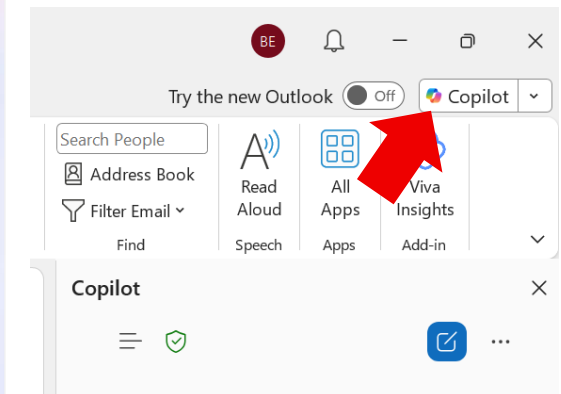 BE
Try the new Outlook Off Copilot
Search People
Address Book
Filter Email
Find
Read
Aloud
Speech
All
Apps
Apps
Viva
Insights
Add-in
Copilot